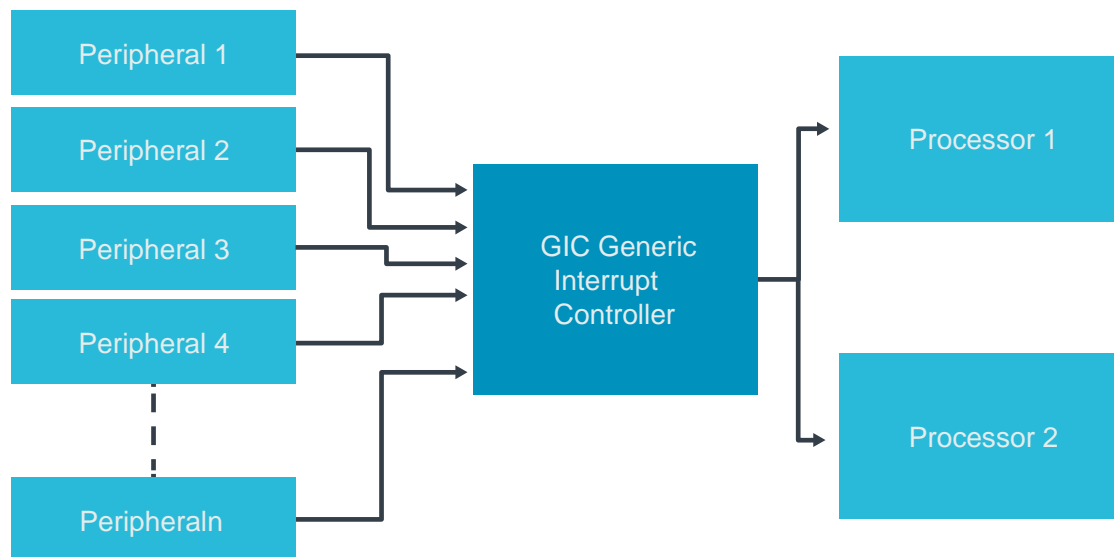 Peripheral 1
Peripheral 2
Peripheral 3
Peripheral 4
Peripheraln
GIC Generic
Interrupt
Controller
Processor 1
Processor 2